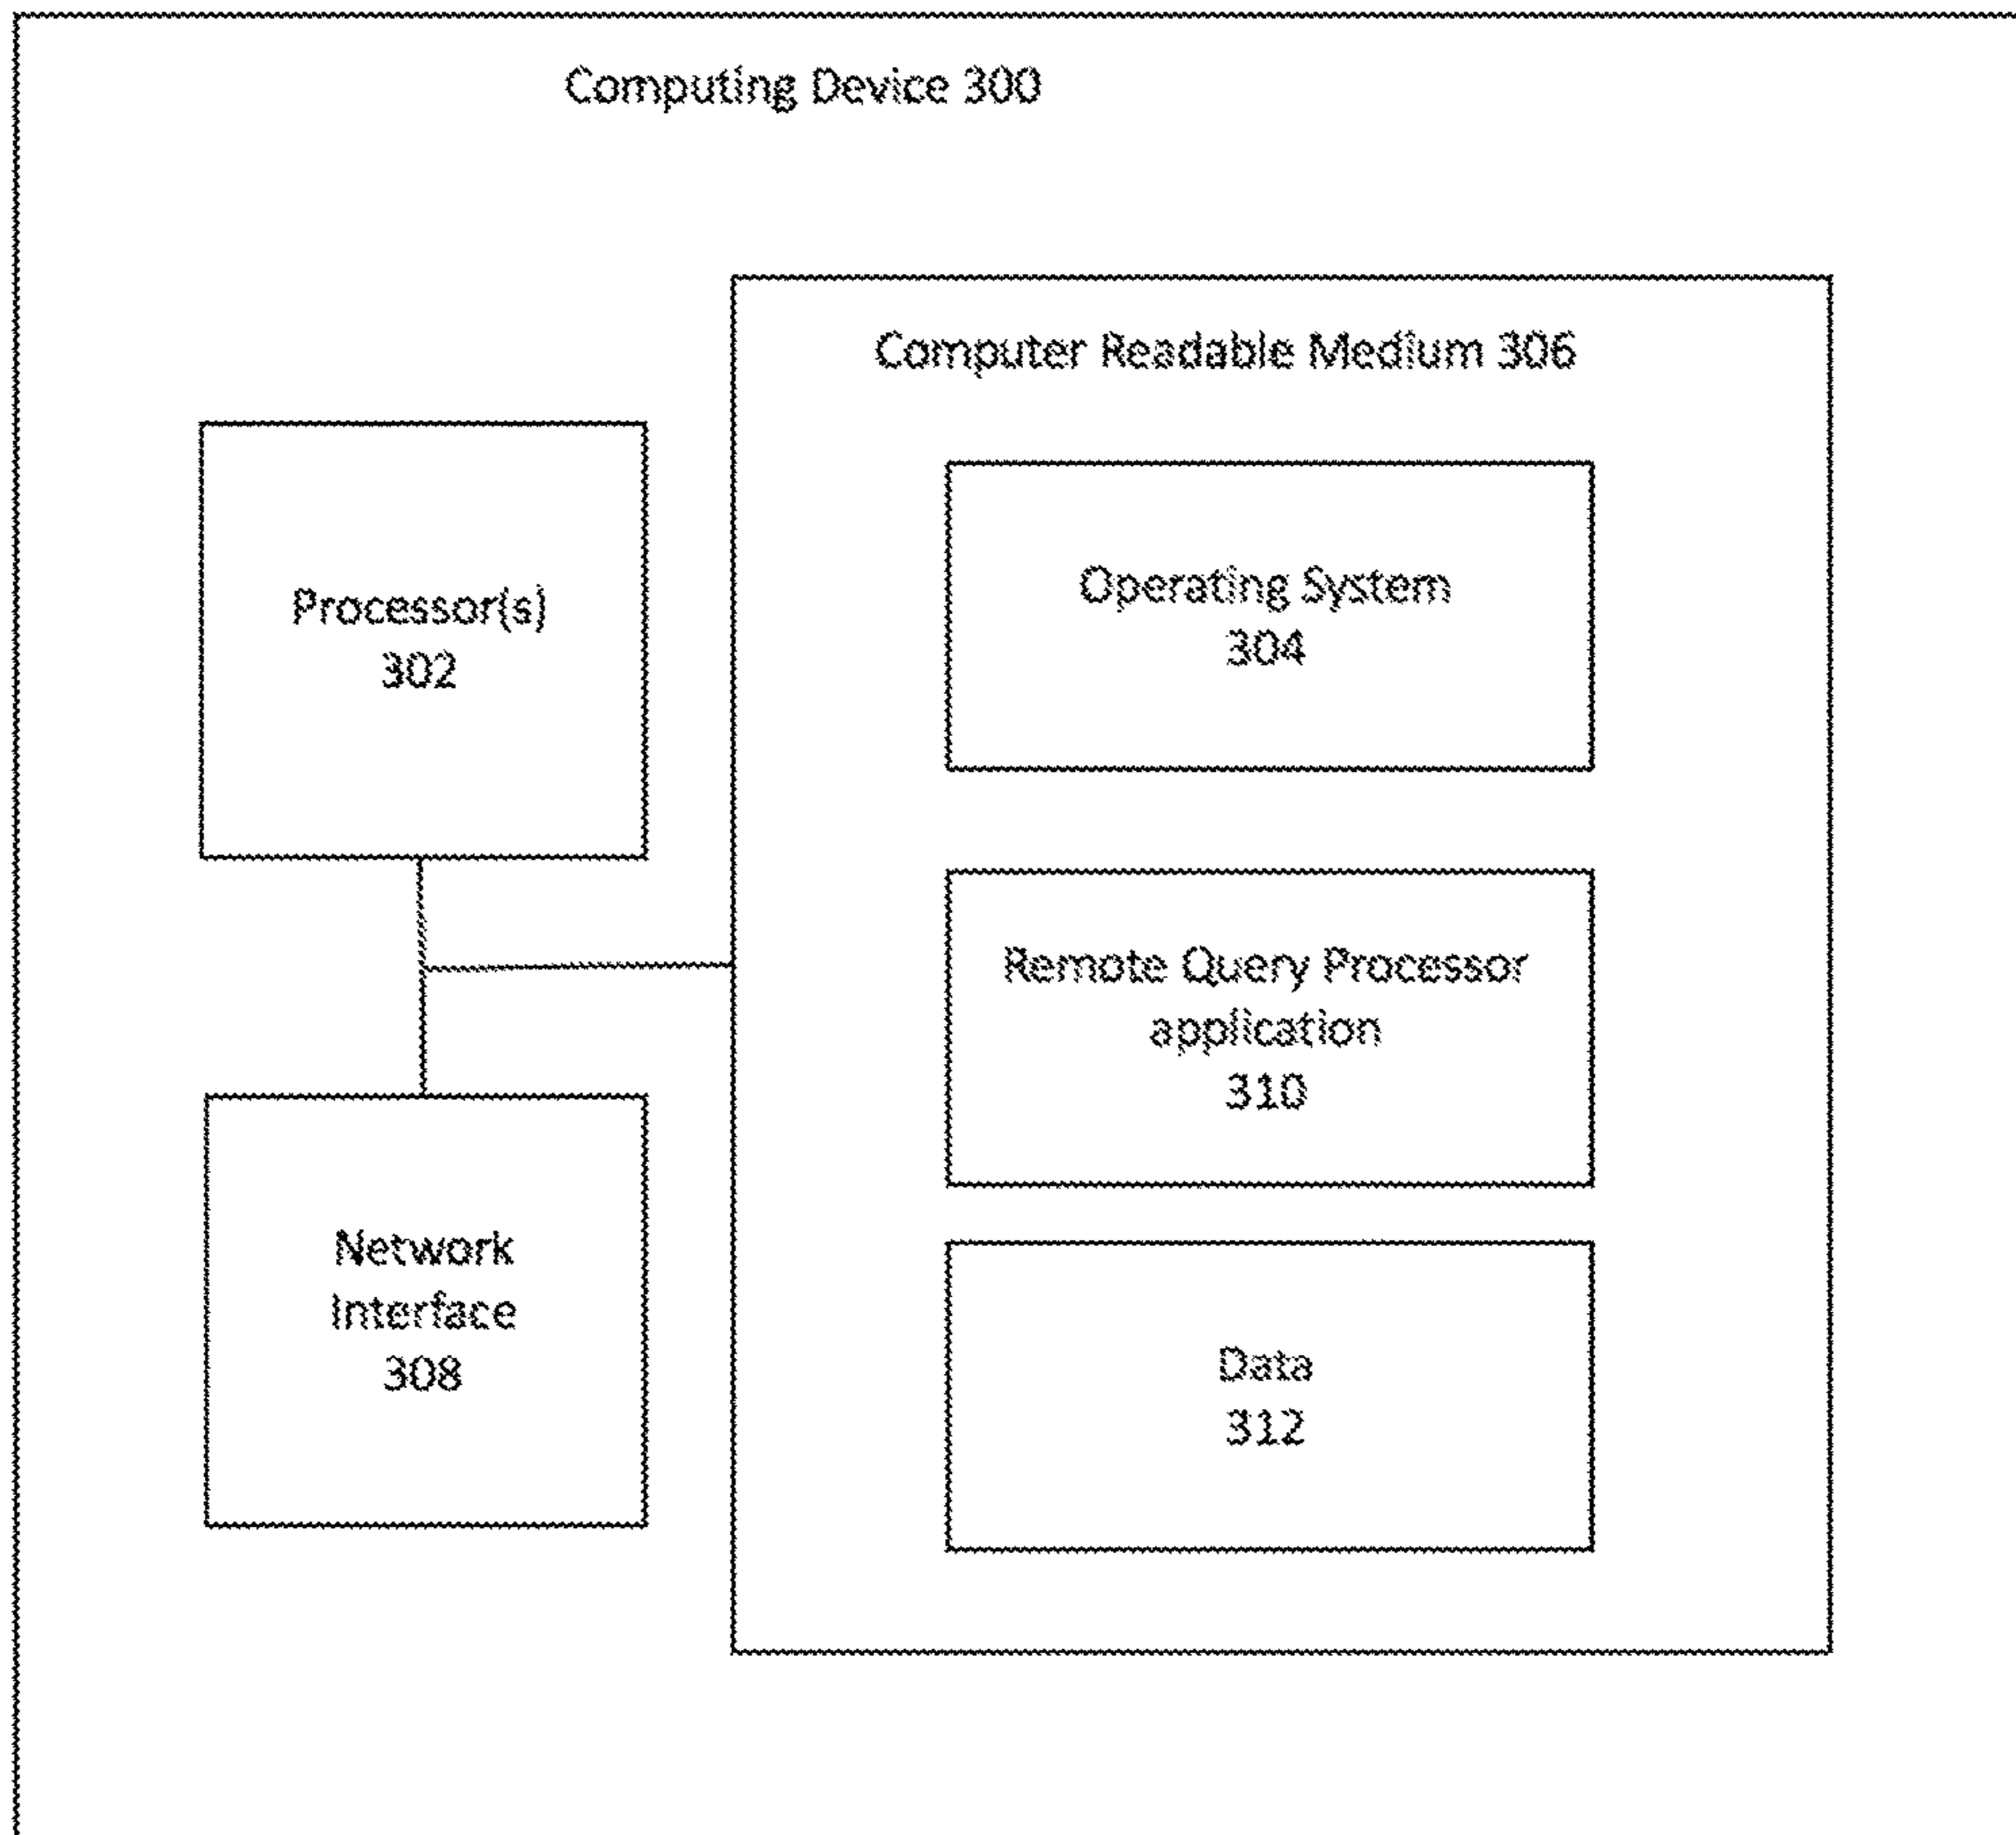 Computing Device 300
Computer Readable Medium 306
Processor(s)
302
Operating System
304
Remote Query Processor
application
310
Network
Interface
308
Data
312